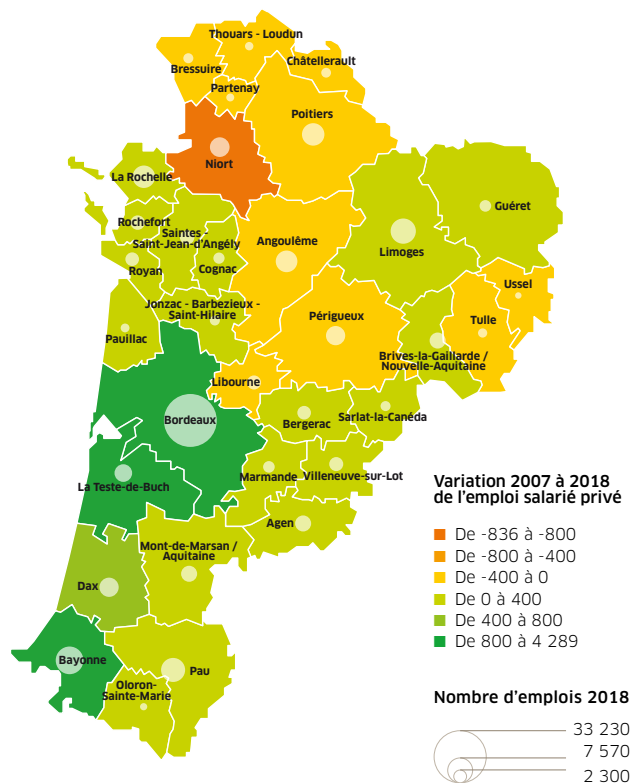 Thouars - Loudun
Bressuire
Châtellerault
Partenay
Poitiers
Niort
La Rochelle
Guéret
Rochefort
Saintes -
Saint-Jean-d'Angély
Angoulême
Limoges
Royan
Cognac
Ussel
Jonzac - Barbezieux -
Saint-Hilaire
Périgueux
Tulle
Pauillac
Brives-la-Gaillarde /
Nouvelle-Aquitaine
Libourne
Bordeaux
Bergerac
Sarlat-la-Canéda
La Teste-de-Buch
Marmande
Villeneuve-sur-Lot
Agen
Mont-de-Marsan /
Aquitaine
Dax
Bayonne
Pau
Oloron-
Sainte-Marie
Variation 2007 à 2018
de l'emploi salarié privé
De -836 à -800
De -800 à -400
De -400 à 0
De 0 à 400
De 400 à 800
De 800 à 4 289
Nombre d'emplois 2018
33 230
7 570
2 300